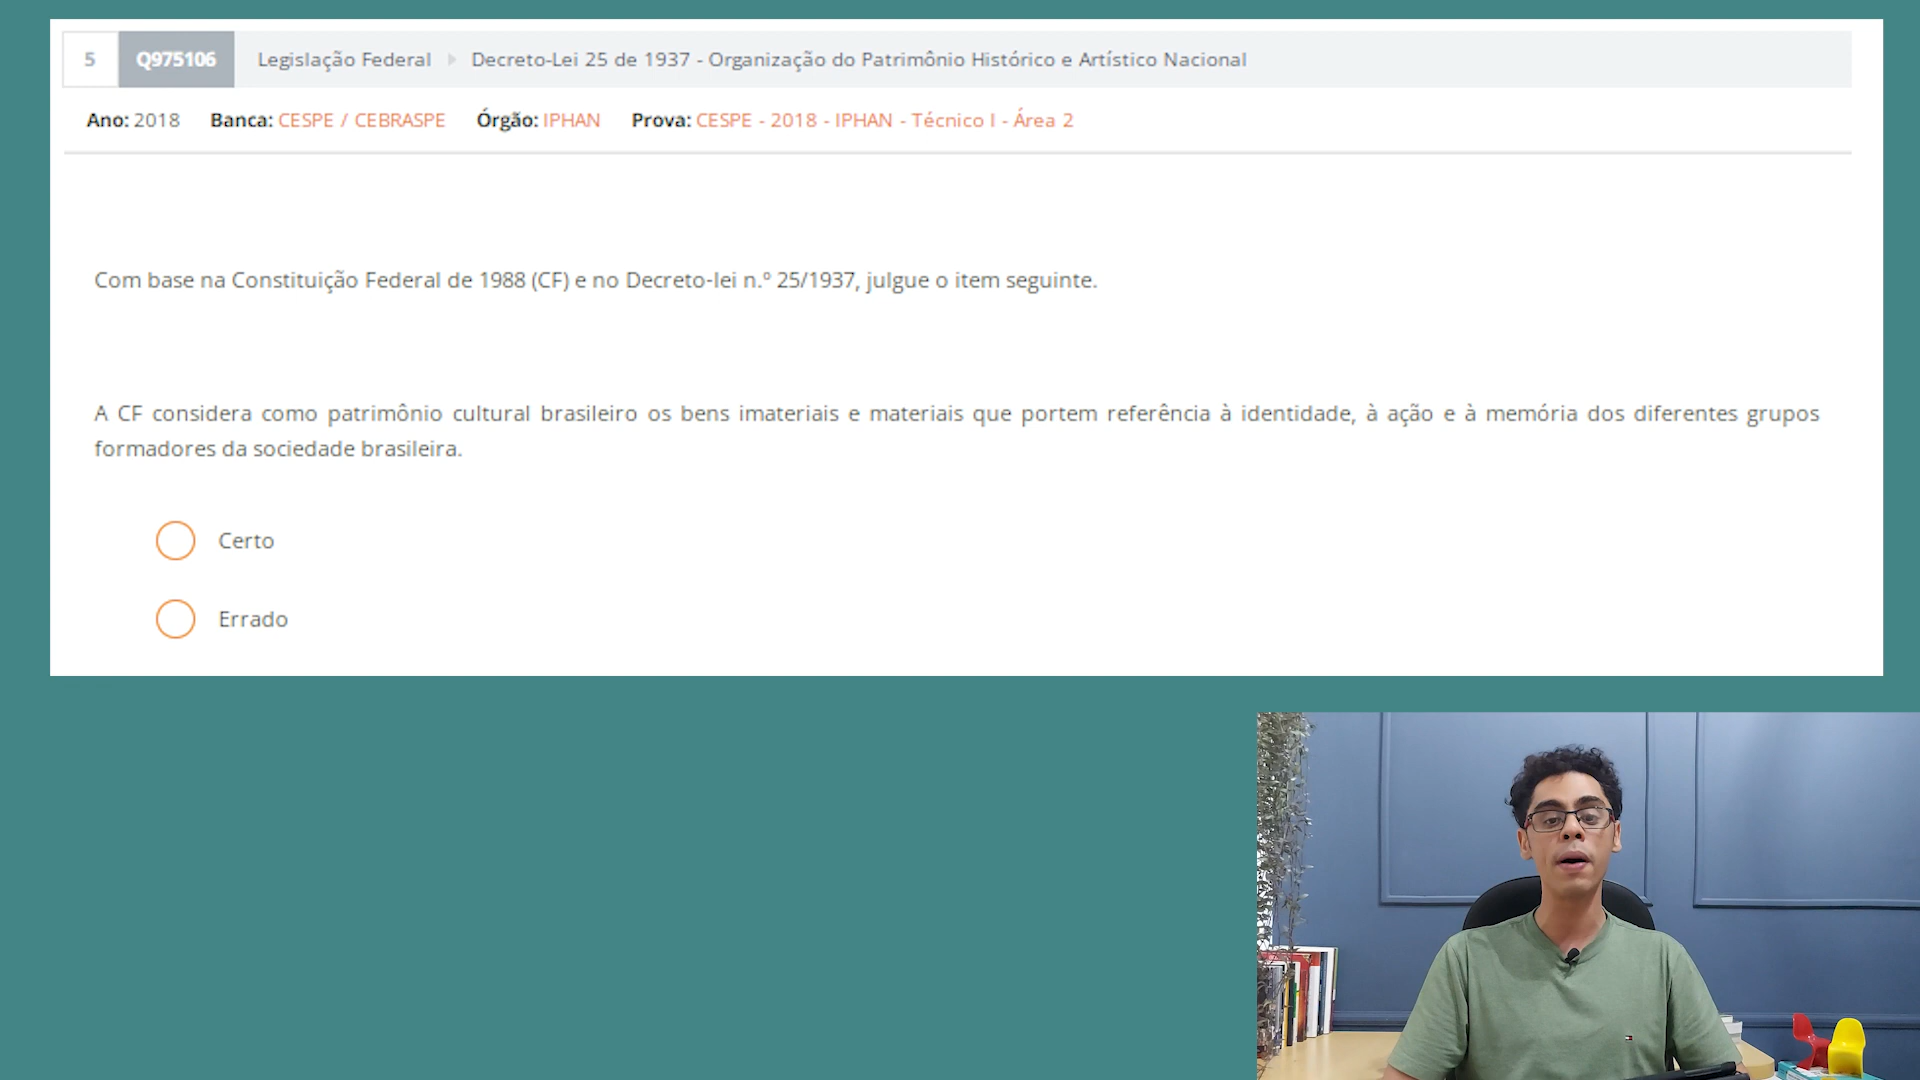 5 Q975106 Legislação Federal Decreto-Lei 25 de 1937 - Organização do Patrimônio Histórico e Artístico Nacional
Ano: 2018 Banca: CESPE / CEBRASPE Órgão: IPHAN Prova: CESPE - 2018 - IPHAN - Técnico I - Área 2
Com base na Constituição Federal de 1988 (CF) e no Decreto-lei n.º 25/1937, julgue o item seguinte.
A CF considera como patrimônio cultural brasileiro os bens imateriais e materiais que portem referência à identidade, à ação e à memória dos diferentes grupos
formadores da sociedade brasileira.
Certo
Errado